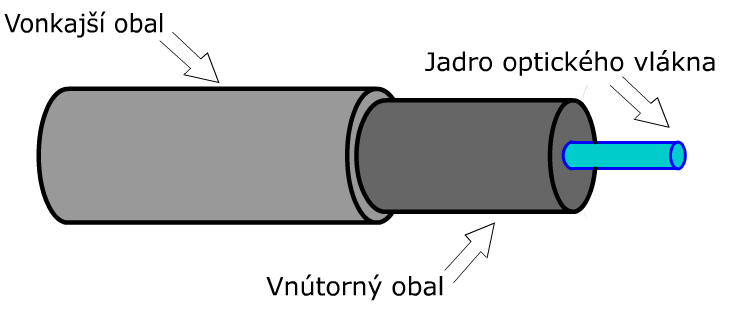 Vonkajší obal
Jadro optického vlákna
Vnútorný obal